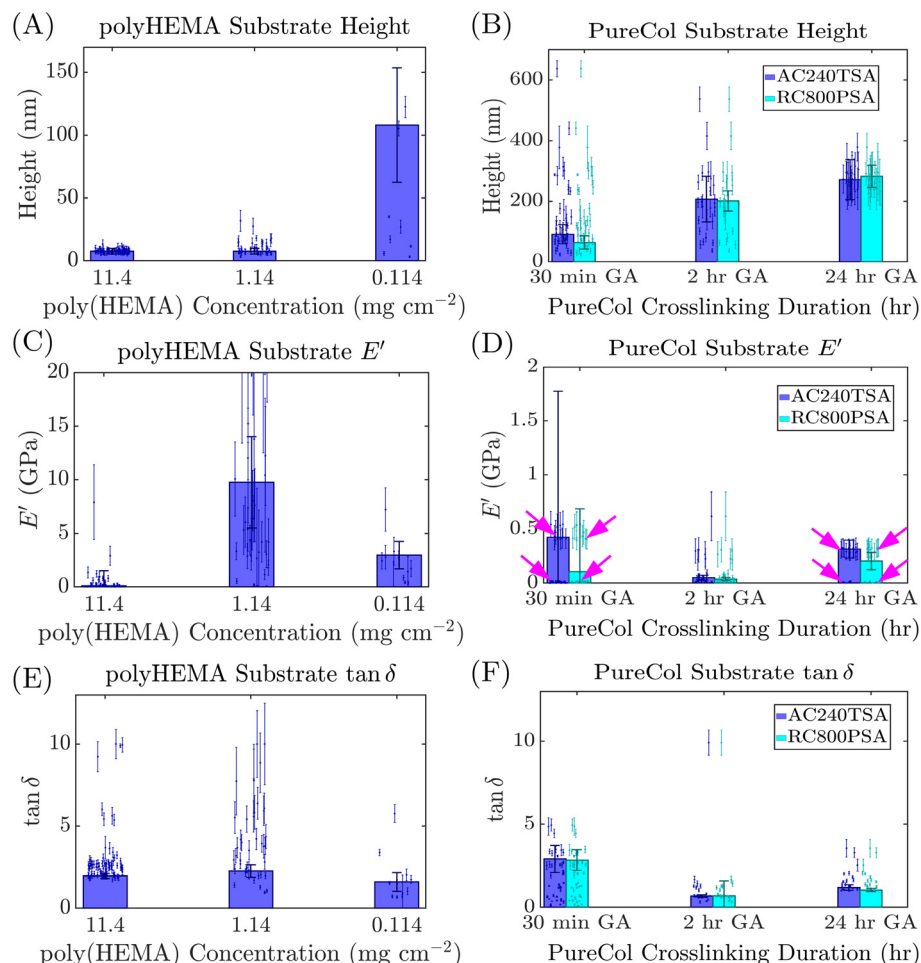 (A) polyHEMA Substrate Height
Height (nm)
150
100
50
0
11.4 1.14 0.114
poly(HEMA) Concentration (mg cm−2)
(B) PureCol Substrate Height
Height (nm)
600
400
200
0
AC240TSA
RC800PSA
30 min GA 2 hr GA 24 hr GA
PureCol Crosslinking Duration (hr)
(C) polyHEMA Substrate E′
E′ (GPa)
20
15
10
5
0
11.4 1.14 0.114
poly(HEMA) Concentration (mg cm−2)
(D) PureCol Substrate E′
E′ (GPa)
2
1.5
1
0.5
0
AC240TSA
RC800PSA
30 min GA 2 hr GA 24 hr GA
PureCol Crosslinking Duration (hr)
(E) polyHEMA Substrate tan δ
tan δ
10
5
0
11.4 1.14 0.114
poly(HEMA) Concentration (mg cm−2)
(F) PureCol Substrate tan δ
tan δ
10
5
0
AC240TSA
RC800PSA
30 min GA 2 hr GA 24 hr GA
PureCol Crosslinking Duration (hr)